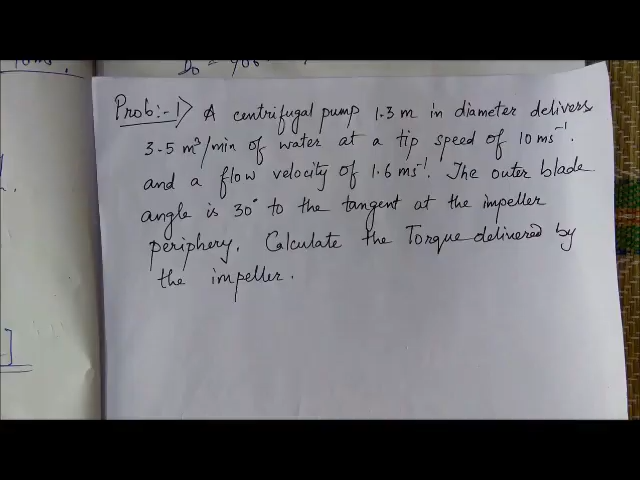 D₀ = 906
Prob:-1> A centrifugal pump 1.3 m in diameter delivers
3.5 m³/min of water at a tip speed of 10 ms⁻¹.
and a flow velocity of 1.6 ms⁻¹. The outer blade
angle is 30° to the tangent at the impeller
periphery. Calculate the Torque delivered by
the impeller.